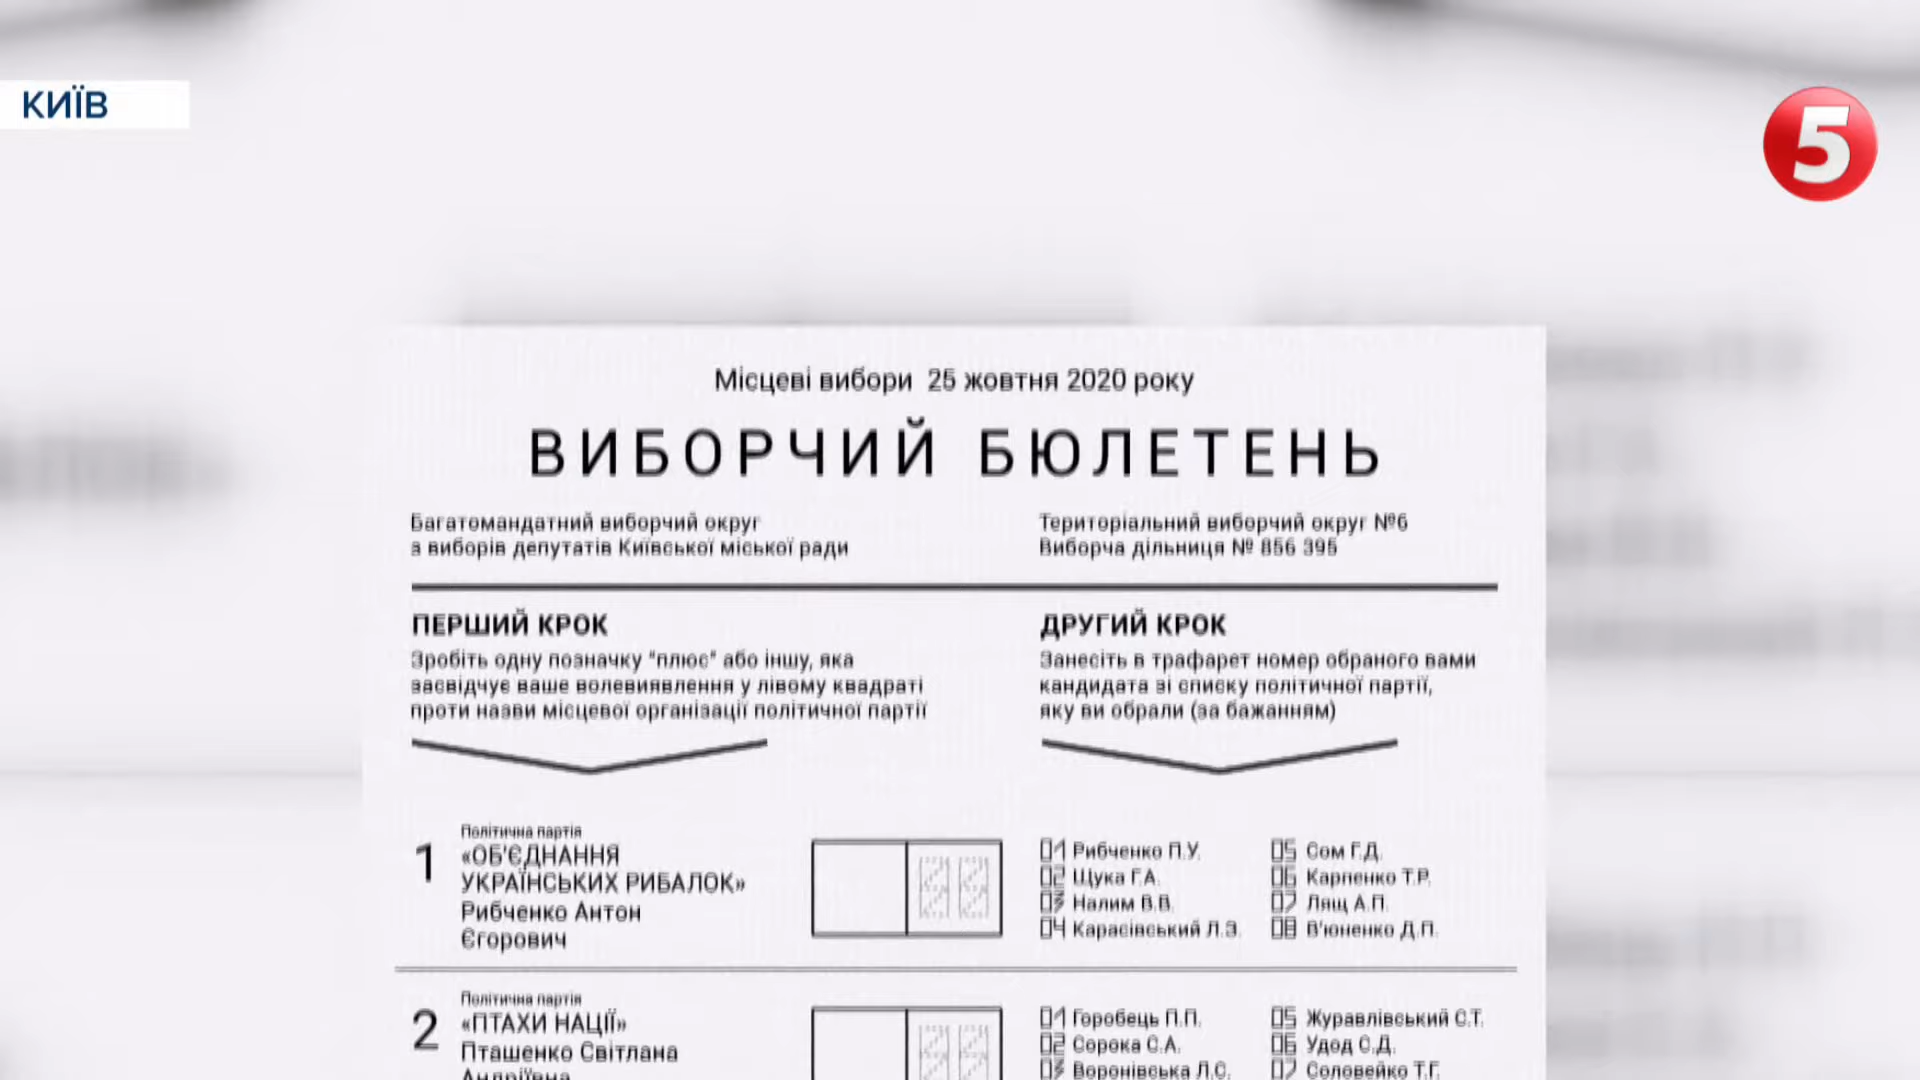 КИЇВ
5
Місцеві вибори 25 жовтня 2020 року
ВИБОРЧИЙ БЮЛЕТЕНЬ
Багатомандатний виборчий округ
з виборів депутатів Київської міської ради
Територіальний виборчий округ №6
Виборча дільниця № 856 395
ПЕРШИЙ КРОК
Зробіть одну позначку "плюс" або іншу, яка
засвідчує ваше волевиявлення у лівому квадраті
проти назви місцевої організації політичної партії
ДРУГИЙ КРОК
Занесіть в трафарет номер обраного вами
кандидата зі списку політичної партії,
яку ви обрали (за бажанням)
1
Політична партія
«ОБ'ЄДНАННЯ
УКРАЇНСЬКИХ РИБАЛОК»
Рибченко Антон
Єгорович
01 Рибченко П.У.
02 Щука Г.А.
03 Налим В.В.
04 Карасівський Л.З.
05 Сом Г.Д.
06 Карпенко Т.Р.
07 Лящ А.П.
08 В'юненко Д.П.
2
Політична партія
«ПТАХИ НАЦІЇ»
Пташенко Світлана
Андріївна
01 Горобець П.П.
02 Сорока С.А.
03 Воронівська Л.С.
05 Журавлівський С.Т.
06 Удод С.Д.
07 Соловейко Т.Г.